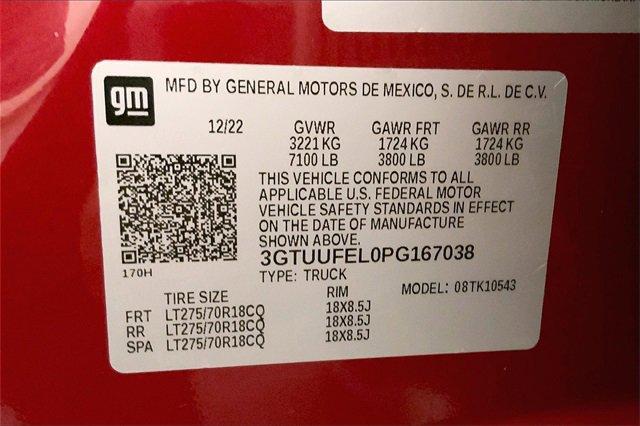 gm
MFD BY GENERAL MOTORS DE MEXICO, S. DE R.L. DE C.V.
12/22 GVWR GAWR FRT GAWR RR
3221 KG 1724 KG 1724 KG
7100 LB 3800 LB 3800 LB
THIS VEHICLE CONFORMS TO ALL
APPLICABLE U.S. FEDERAL MOTOR
VEHICLE SAFETY STANDARDS IN EFFECT
ON THE DATE OF MANUFACTURE
3GTUUFEL0PG167038
170H
TYPE: TRUCK
MODEL: 08TK10543
TIRE SIZE RIM
FRT LT275/70R18CQ 18X8.5J
RR LT275/70R18CQ 18X8.5J
SPA LT275/70R18CQ 18X8.5J